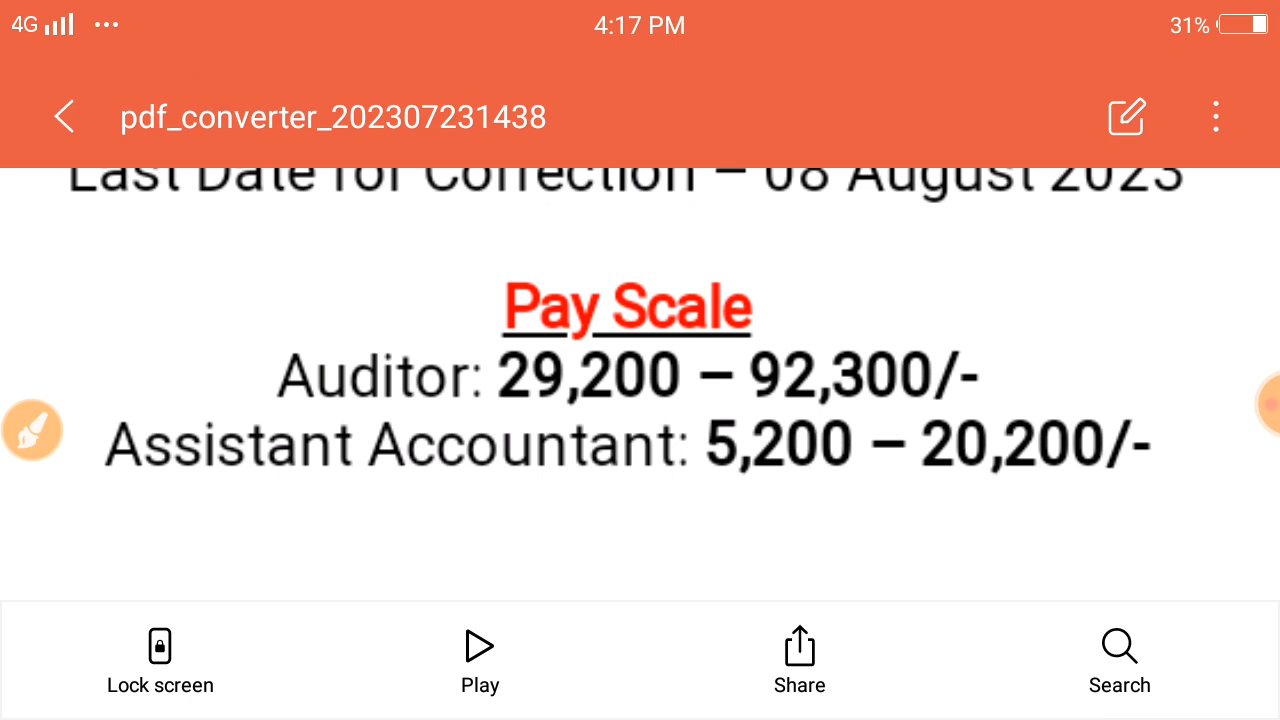 4G ... 4:17 PM 31%
pdf_converter_202307231438
Last Date for Correction – 08 August 2023
Pay Scale
Auditor: 29,200 – 92,300/-
Assistant Accountant: 5,200 – 20,200/-
Lock screen Play Share Search